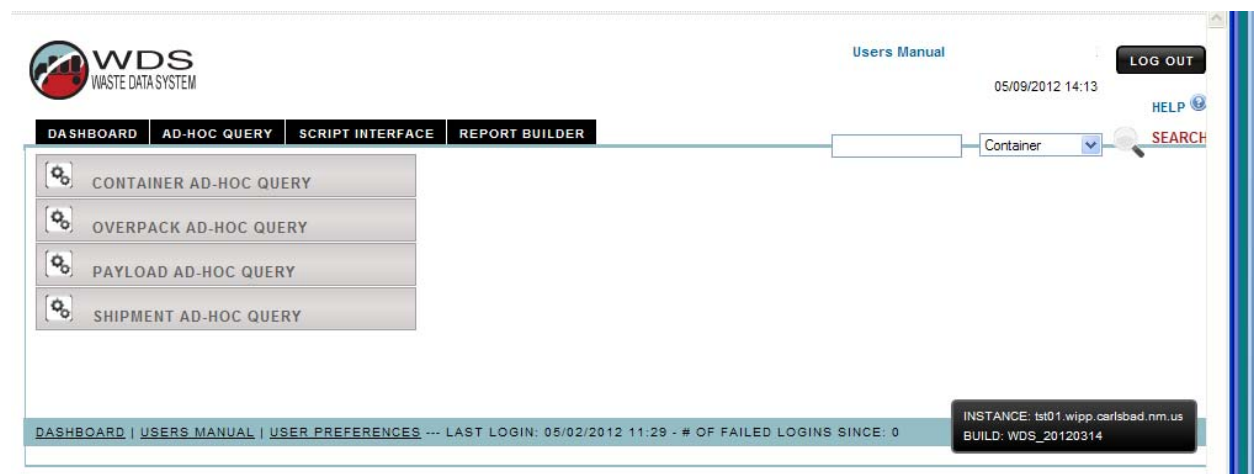 WDS
WASTE DATA SYSTEM
Users Manual
LOG OUT
05/09/2012 14:13
HELP
DASHBOARD AD-HOC QUERY SCRIPT INTERFACE REPORT BUILDER
Container
SEARCH
CONTAINER AD-HOC QUERY
OVERPACK AD-HOC QUERY
PAYLOAD AD-HOC QUERY
SHIPMENT AD-HOC QUERY
DASHBOARD | USERS MANUAL | USER PREFERENCES --- LAST LOGIN: 05/02/2012 11:29 - # OF FAILED LOGINS SINCE: 0
INSTANCE: tst01.wipp.carlsbad.nm.us
BUILD: WDS_20120314